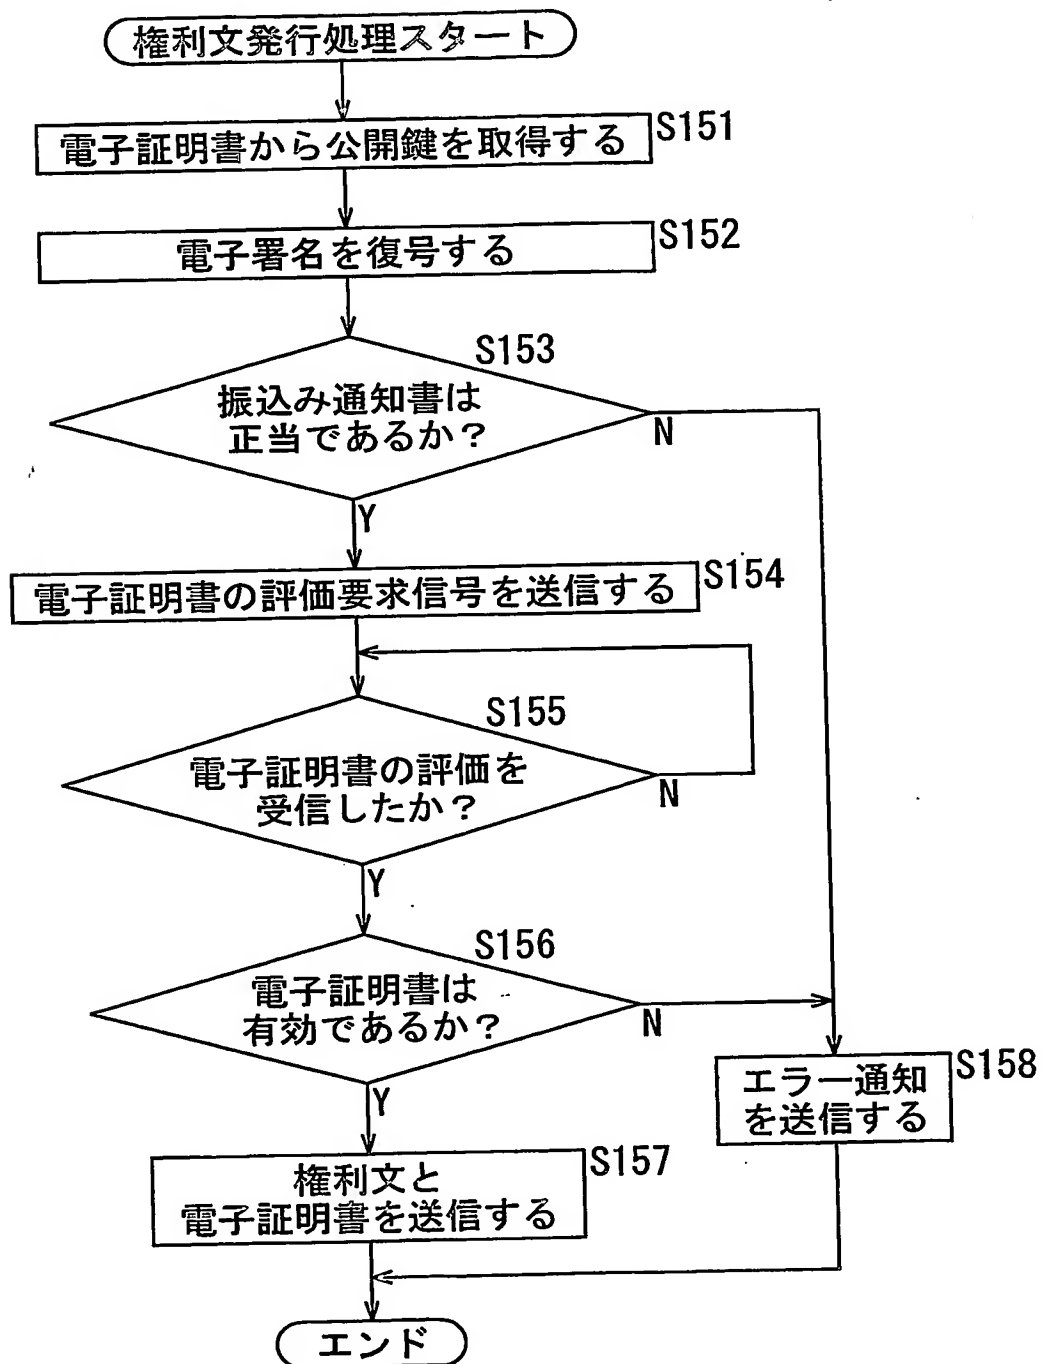 権利文発行処理スタート
電子証明書から公開鍵を取得する
S151
電子署名を復号する
S152
S153
振込み通知書は
正当であるか？
N
Y
電子証明書の評価要求信号を送信する
S154
S155
電子証明書の評価を
受信したか？
N
Y
S156
電子証明書は
有効であるか？
N
Y
エラー通知
を送信する
S158
権利文と
電子証明書を送信する
S157
エンド